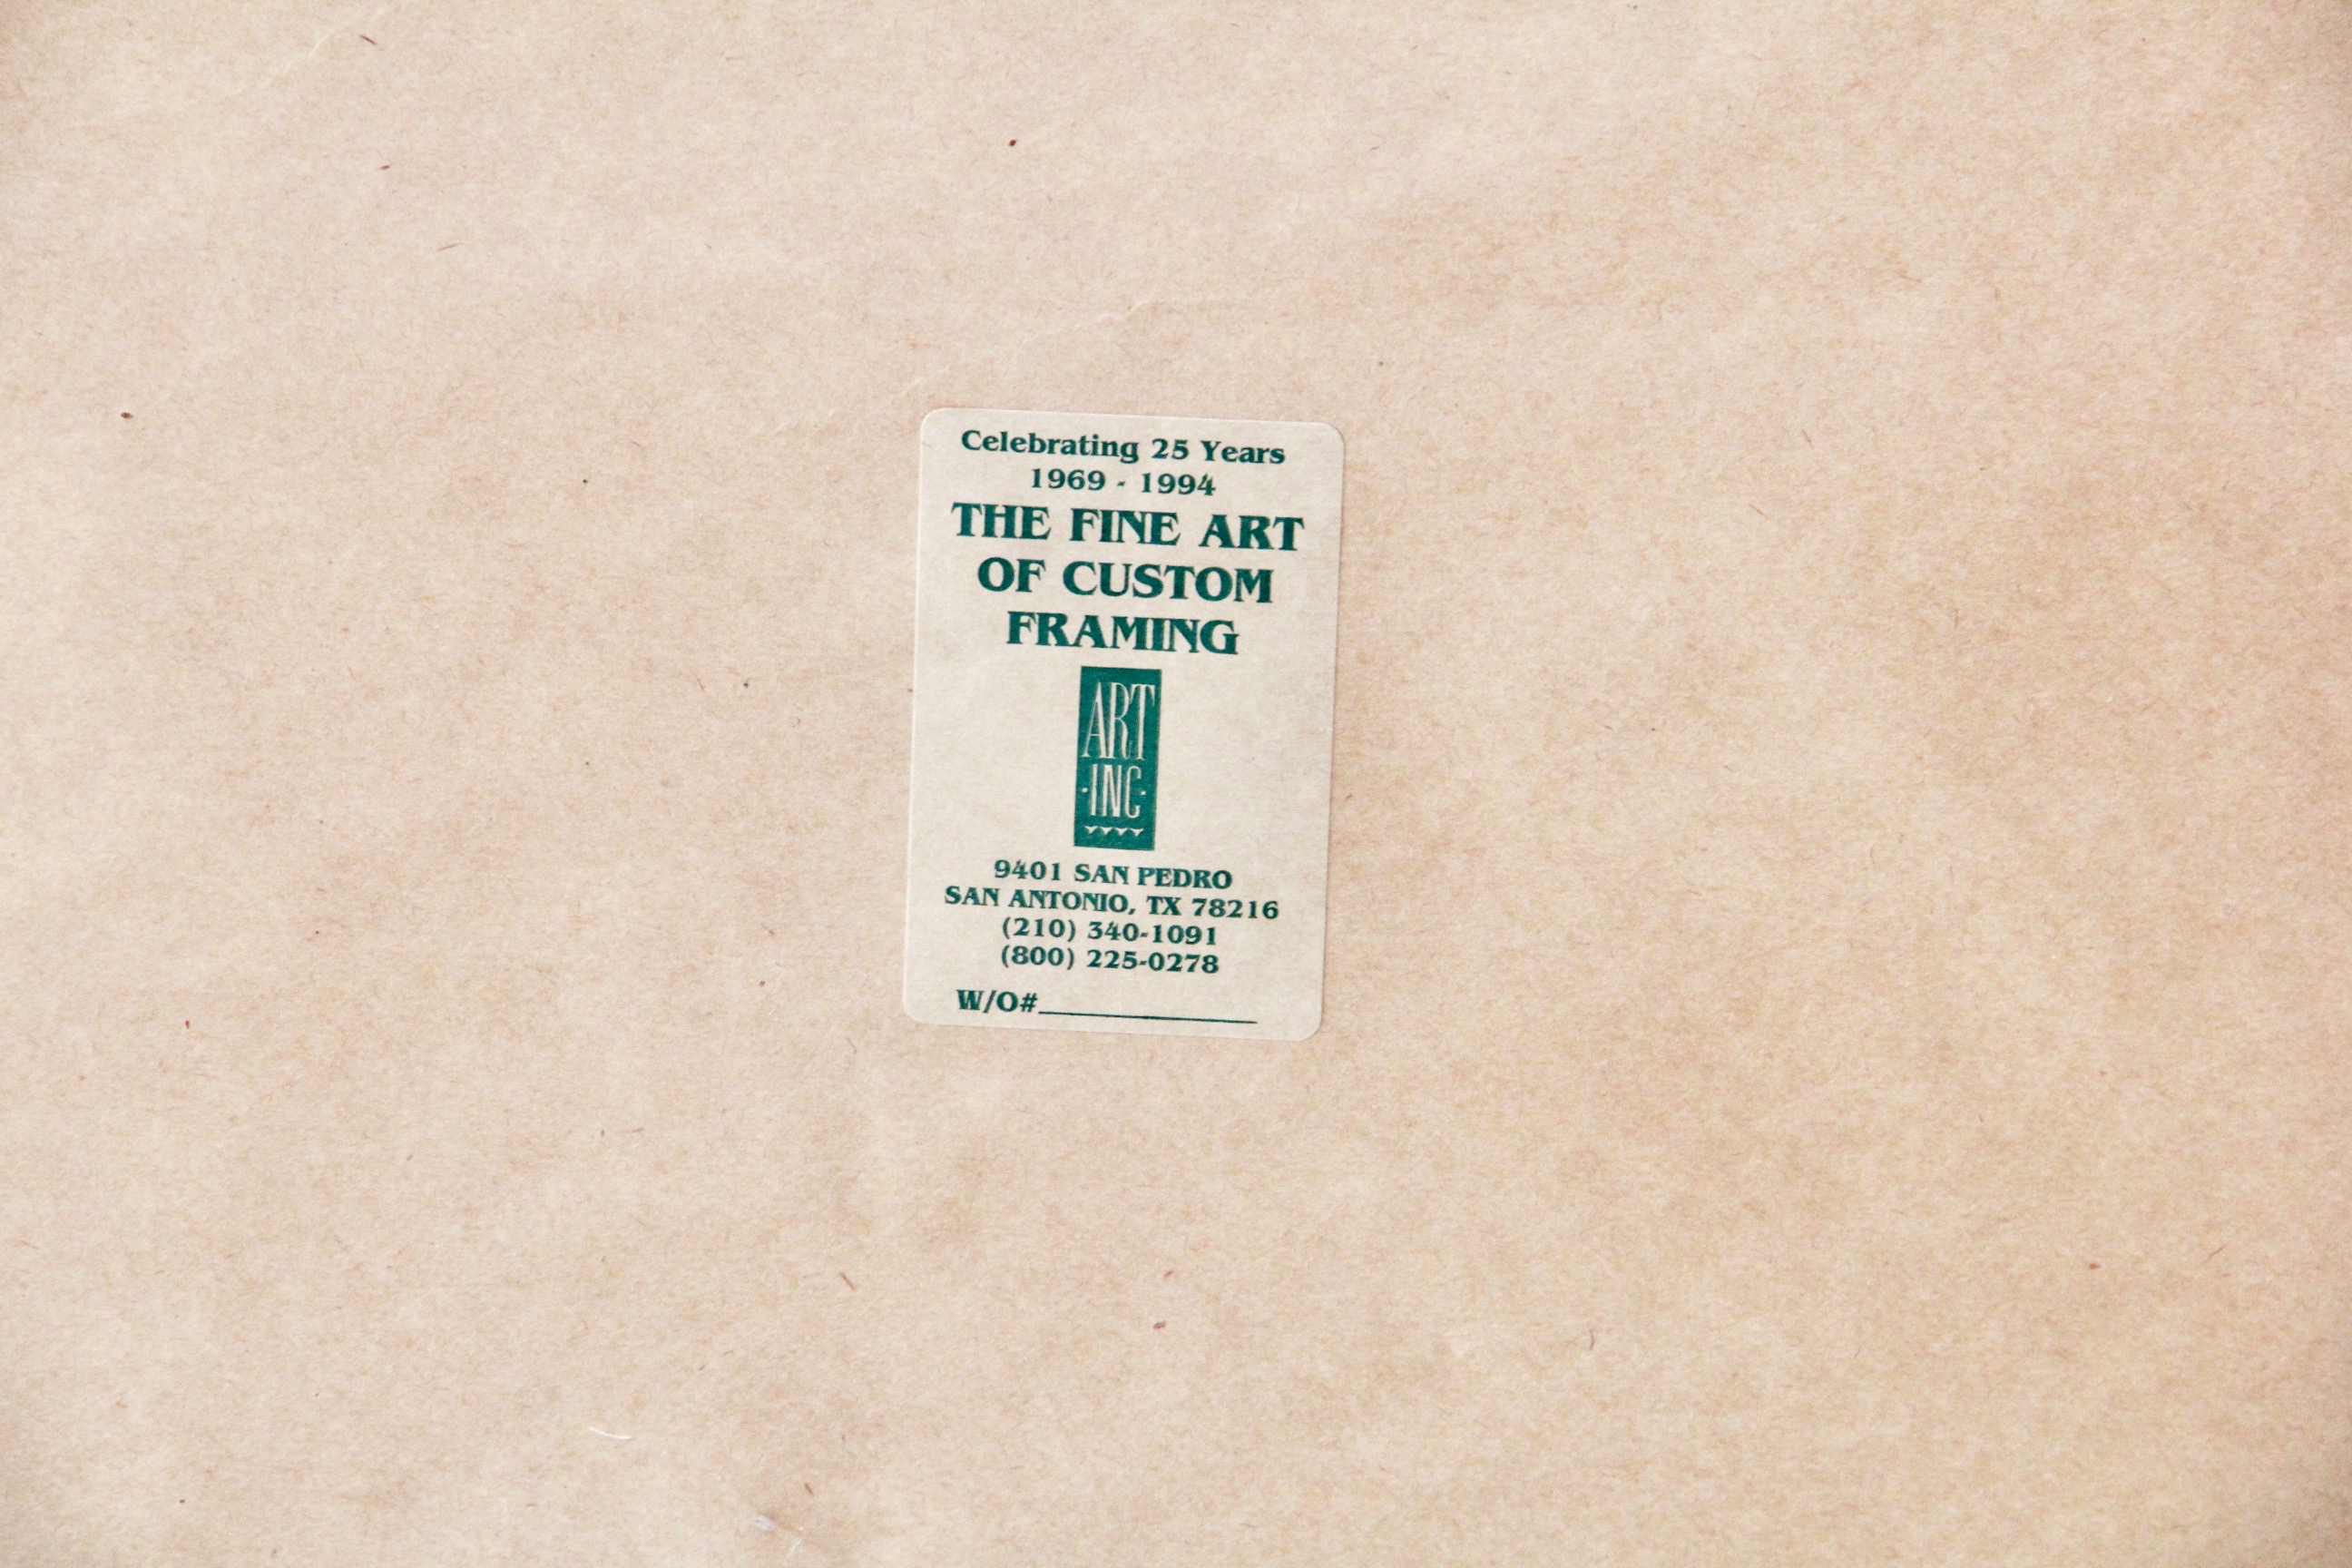 Celebrating 25 Years
1969 - 1994
THE FINE ART
OF CUSTOM
FRAMING
ART
·INC·
9401 SAN PEDRO
SAN ANTONIO, TX 78216
(210) 340-1091
(800) 225-0278
W/O#__________